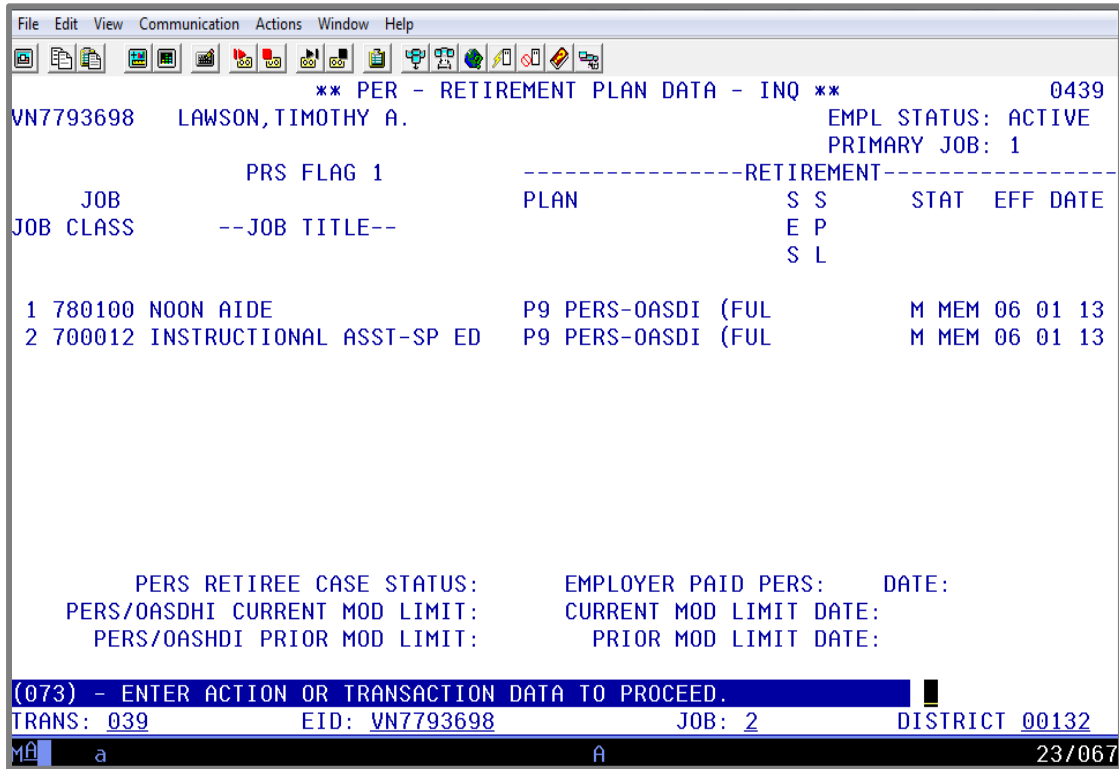 File Edit View Communication Actions Window Help
** PER - RETIREMENT PLAN DATA - INQ ** 0439
VN7793698 LAWSON,TIMOTHY A. EMPL STATUS: ACTIVE
PRIMARY JOB: 1
PRS FLAG 1 ----------------RETIREMENT-----------------
JOB PLAN S S STAT EFF DATE
JOB CLASS --JOB TITLE-- E P
S L
1 780100 NOON AIDE P9 PERS-OASDI (FUL M MEM 06 01 13
2 700012 INSTRUCTIONAL ASST-SP ED P9 PERS-OASDI (FUL M MEM 06 01 13
PERS RETIREE CASE STATUS: EMPLOYER PAID PERS: DATE:
PERS/OASDHI CURRENT MOD LIMIT: CURRENT MOD LIMIT DATE:
PERS/OASHDI PRIOR MOD LIMIT: PRIOR MOD LIMIT DATE:
(073) - ENTER ACTION OR TRANSACTION DATA TO PROCEED.
TRANS: 039 EID: VN7793698 JOB: 2 DISTRICT 00132
MA a A 23/067